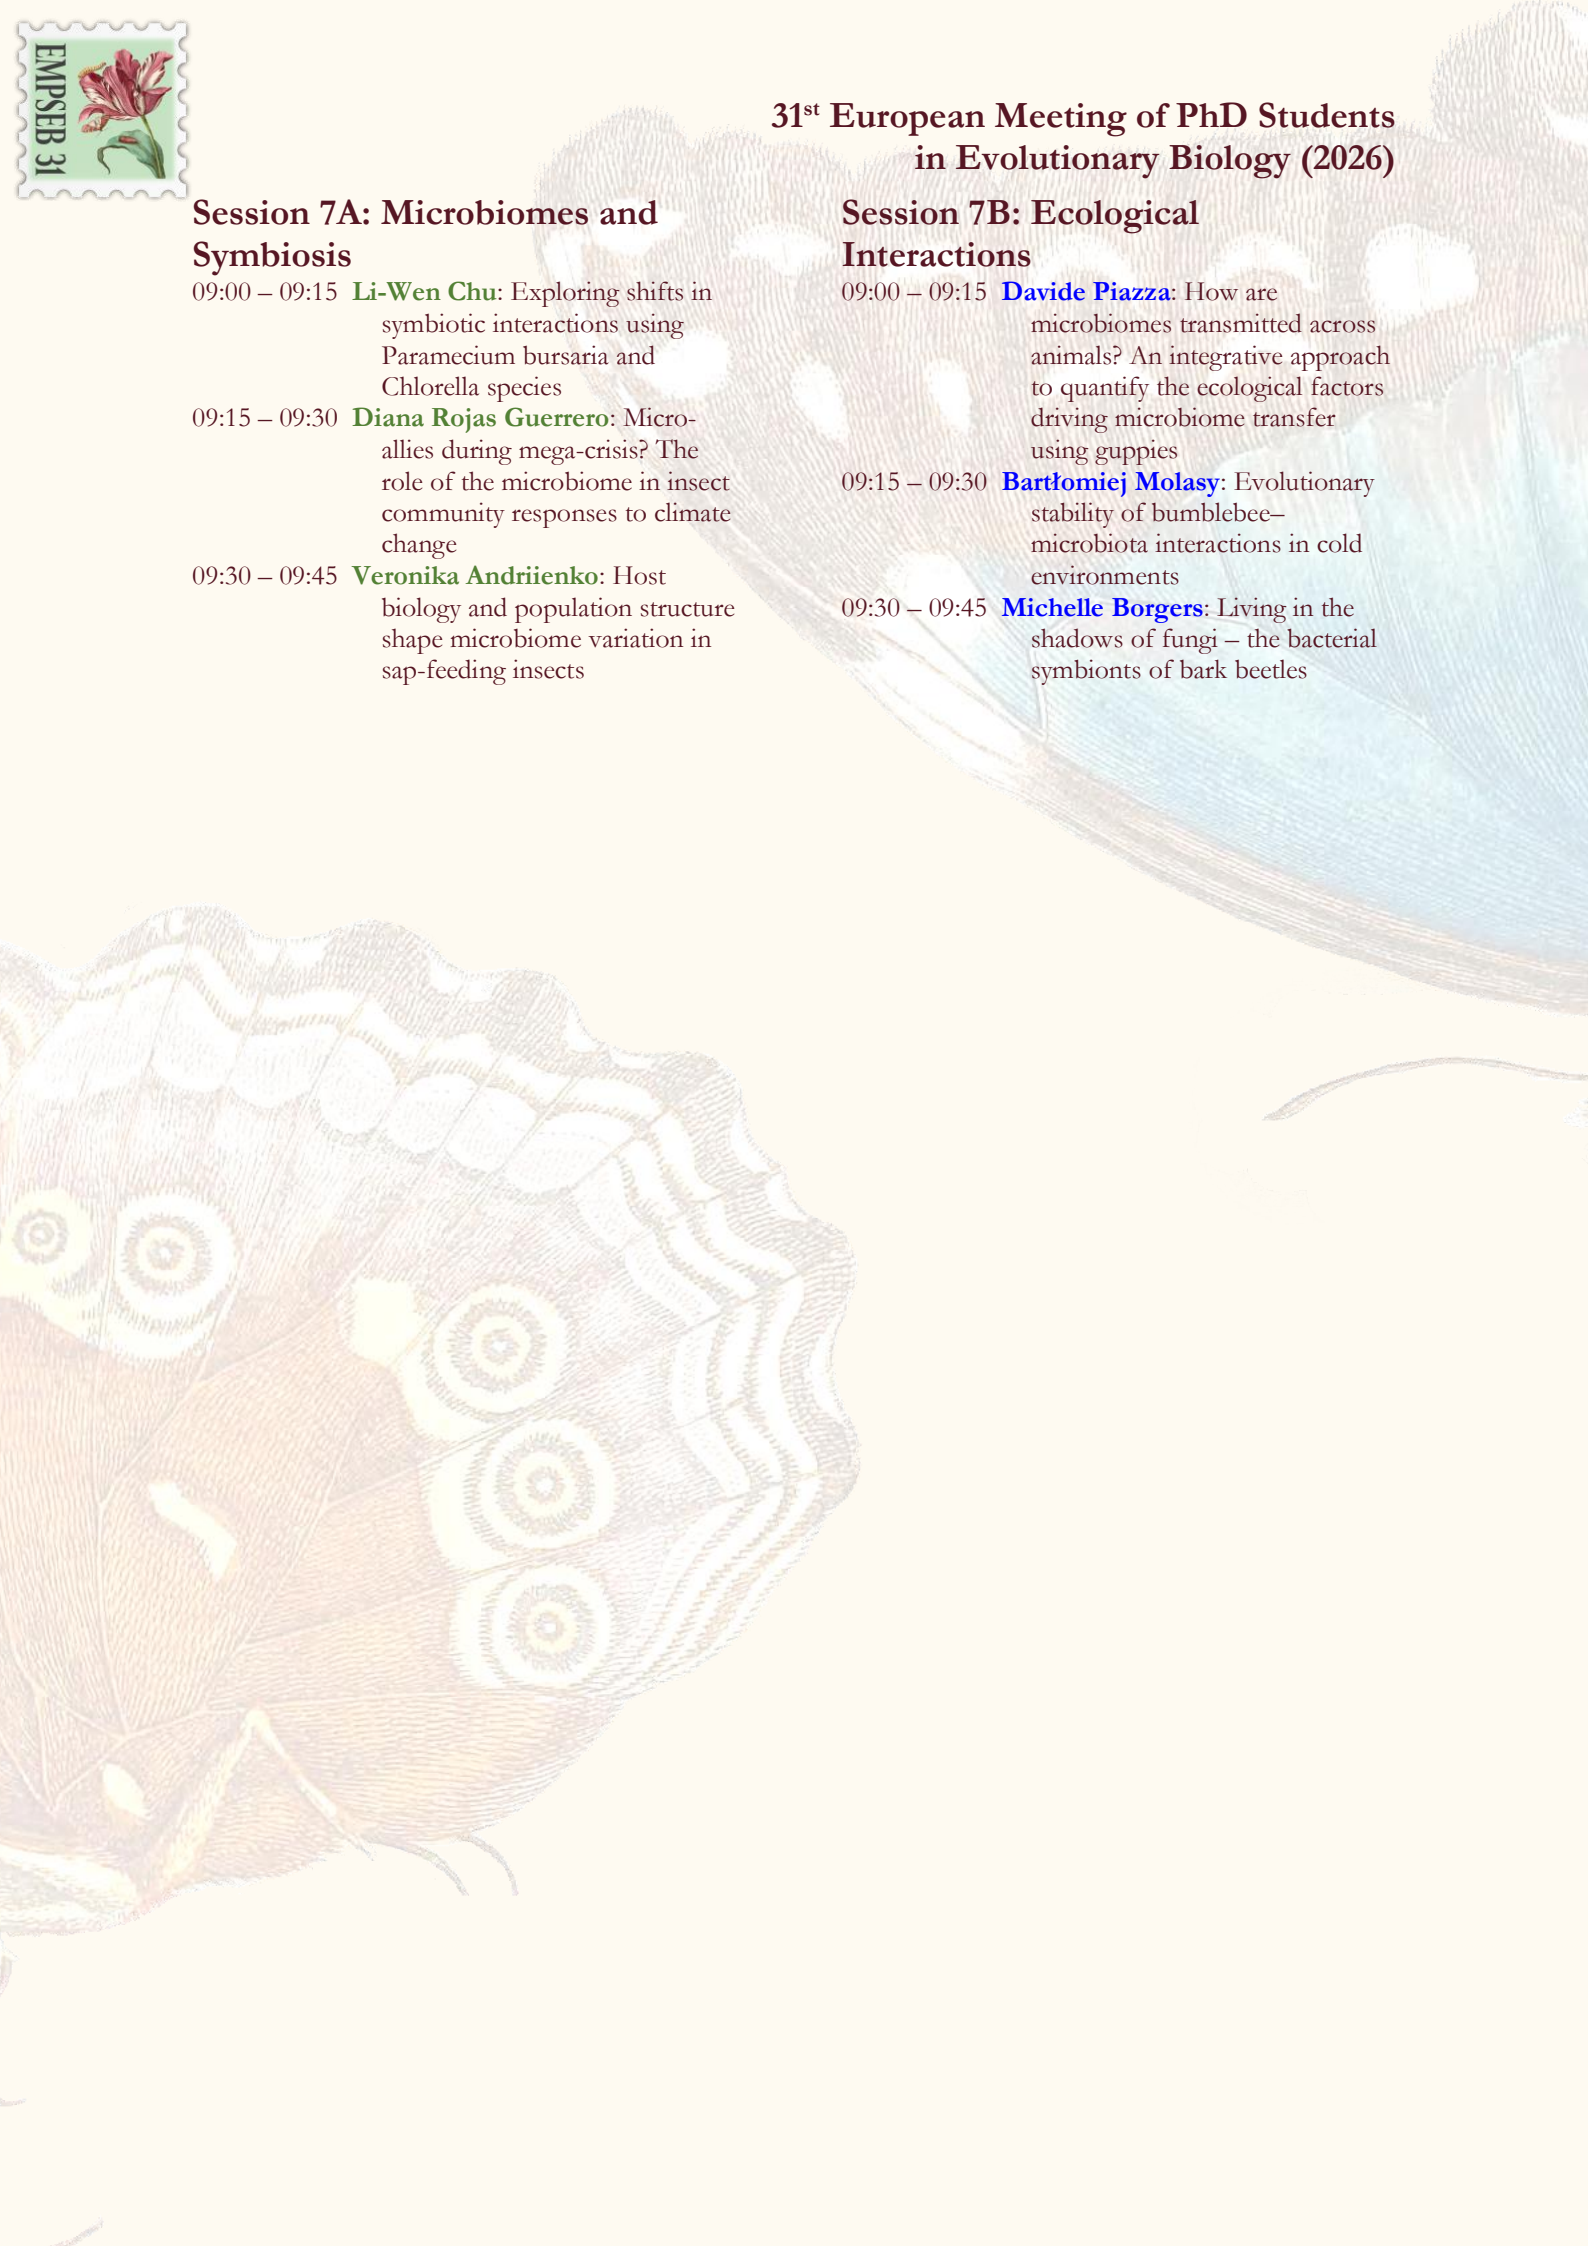 EMPSEB 31
31st European Meeting of PhD Students
in Evolutionary Biology (2026)
Session 7A: Microbiomes and
Symbiosis
09:00 – 09:15 Li-Wen Chu: Exploring shifts in
symbiotic interactions using
Paramecium bursaria and
Chlorella species
09:15 – 09:30 Diana Rojas Guerrero: Micro-
allies during mega-crisis? The
role of the microbiome in insect
community responses to climate
change
09:30 – 09:45 Veronika Andriienko: Host
biology and population structure
shape microbiome variation in
sap-feeding insects
Session 7B: Ecological
Interactions
09:00 – 09:15 Davide Piazza: How are
microbiomes transmitted across
animals? An integrative approach
to quantify the ecological factors
driving microbiome transfer
using guppies
09:15 – 09:30 Bartłomiej Molasy: Evolutionary
stability of bumblebee–
microbiota interactions in cold
environments
09:30 – 09:45 Michelle Borgers: Living in the
shadows of fungi – the bacterial
symbionts of bark beetles